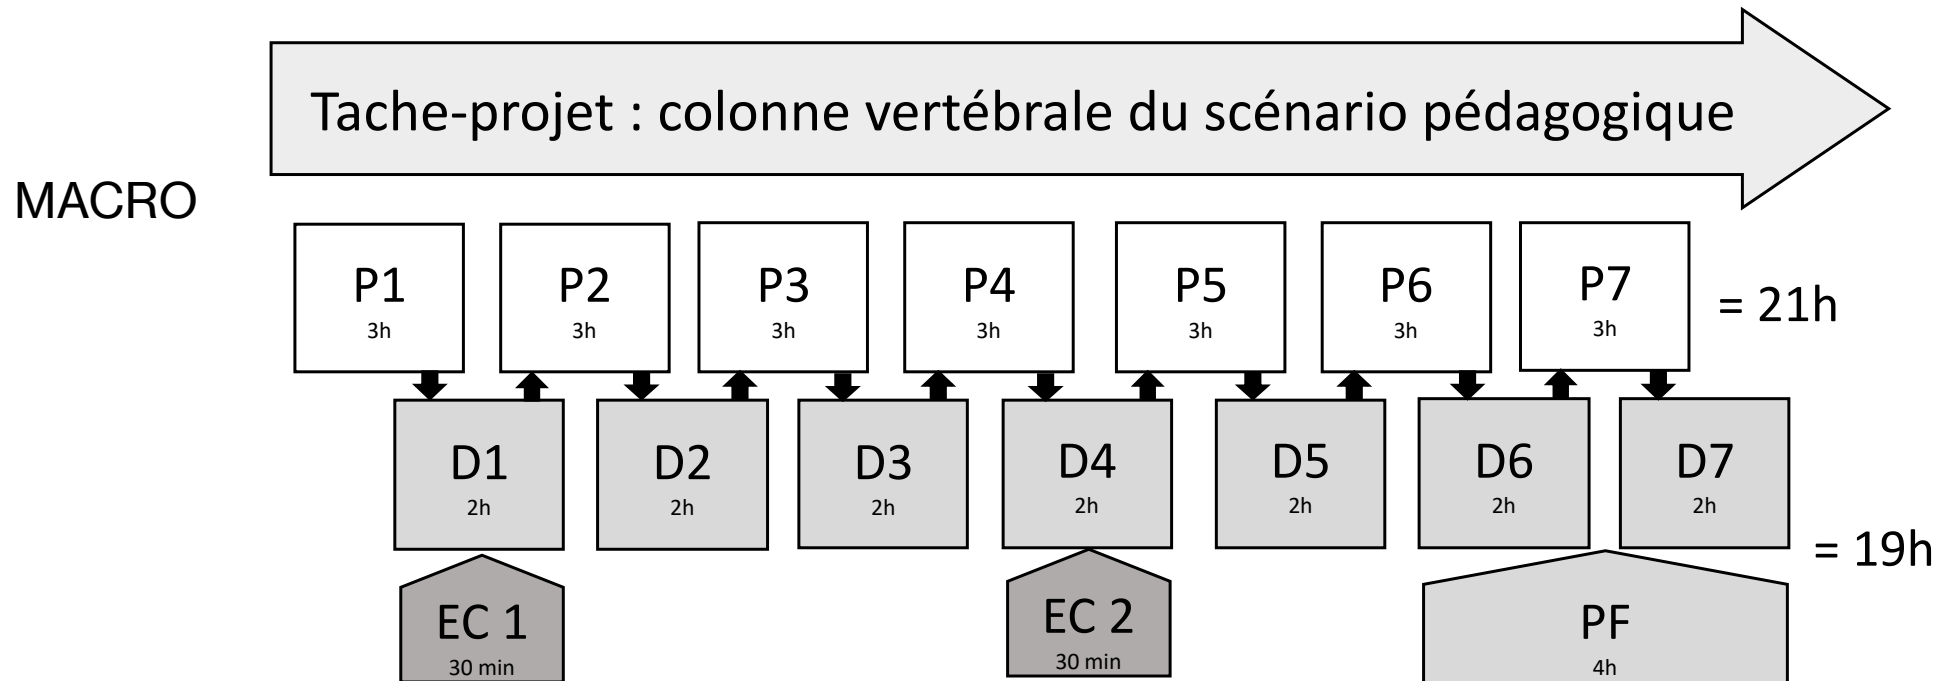 Tache-projet : colonne vertébrale du scénario pédagogique
MACRO
P1
3h
P2
3h
P3
3h
P4
3h
P5
3h
P6
3h
P7
3h
= 21h
D1
2h
D2
2h
D3
2h
D4
2h
D5
2h
D6
2h
D7
2h
= 19h
EC 1
30 min
EC 2
30 min
PF
4h